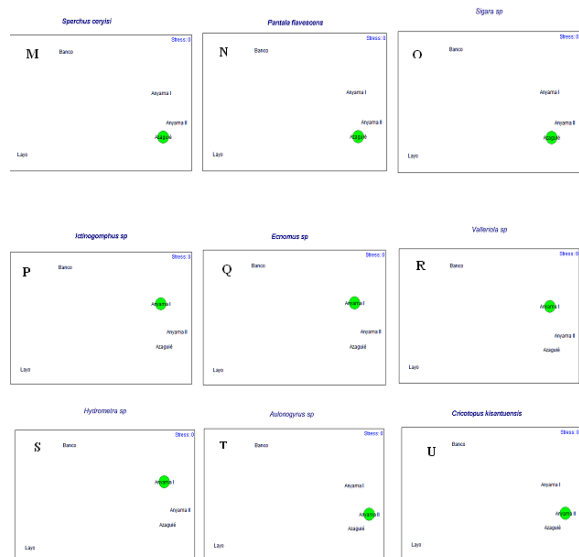 Sperchus ceryisi
Stress: 0
M
Banco
Anyama I
Anyama II
Azaguié
Layo
Pantala flavescens
Stress: 0
N
Banco
Anyama I
Anyama II
Azaguié
Layo
Sigara sp
Stress: 0
O
Banco
Anyama I
Anyama II
Azaguié
Layo
Ictinogomphus sp
Stress: 0
P
Banco
Anyama I
Anyama II
Azaguié
Layo
Ecnomus sp
Stress: 0
Q
Banco
Anyama I
Anyama II
Azaguié
Layo
Valleriola sp
Stress: 0
R
Banco
Anyama I
Anyama II
Azaguié
Layo
Hydrometra sp
Stress: 0
S
Banco
Anyama I
Anyama II
Azaguié
Layo
Aulonogyrus sp
Stress: 0
T
Banco
Anyama I
Anyama II
Azaguié
Layo
Cricotopus kisantuensis
Stress: 0
U
Banco
Anyama I
Anyama II
Azaguié
Layo